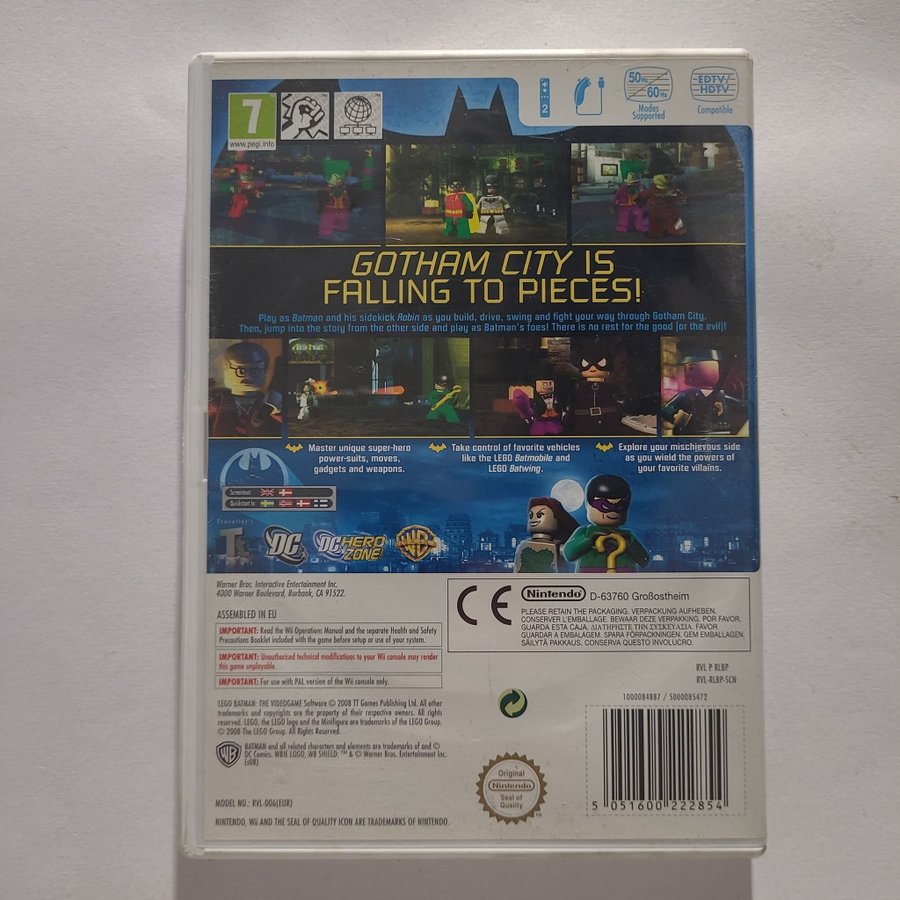 7
www.pegi.info
2
50Hz
60Hz
Modes
Supported
EDTV/
HDTV
Compatible
GOTHAM CITY IS
FALLING TO PIECES!
Play as Batman and his sidekick Robin as you build, drive, swing and fight your way through Gotham City.
Then, jump into the story from the other side and play as Batman's foes! There is no rest for the good (or the evil)!
Master unique super-hero
power-suits, moves,
gadgets and weapons.
Take control of favorite vehicles
like the LEGO Batmobile and
LEGO Batwing.
Explore your mischievous side
as you wield the powers of
your favorite villains.
Screentext:
Quickstart in:
Traveller's
DC
DC HERO
ZONE
WB
Warner Bros. Interactive Entertainment Inc.
4000 Warner Boulevard, Burbank, CA 91522.
ASSEMBLED IN EU
IMPORTANT: Read the Wii Operations Manual and the separate Health and Safety
Precautions Booklet included with the game before setup or use of your system.
IMPORTANT: Unauthorised technical modifications to your Wii console may render
this game unplayable.
IMPORTANT: For use with PAL version of the Wii console only.
CE
Nintendo D-63760 Großostheim
PLEASE RETAIN THE PACKAGING. VERPACKUNG AUFHEBEN.
CONSERVER L'EMBALLAGE. BEWAAR DEZE VERPAKKING. POR FAVOR,
GUARDA ESTA CAJA. ΔΙΑΤΗΡΗΣΤΕ ΤΗΝ ΣΥΣΚΕΥΑΣΙΑ. FAVOR
GUARDAR A EMBALAGEM. SPARA FÖRPACKNINGEN. GEM EMBALLAGEN.
SÄILYTÄ PAKKAUS. CONSERVA QUESTO INVOLUCRO.
RVL P RLBP
RVL-RLBP-SCN
1000084887 / 5000085472
LEGO BATMAN: THE VIDEOGAME Software © 2008 TT Games Publishing Ltd. All other
trademarks and copyrights are the property of their respective owners. All rights
reserved. LEGO, the LEGO logo and the Minifigure are trademarks of the LEGO Group.
© 2008 The LEGO Group. All Rights Reserved.
WB
BATMAN and all related characters and elements are trademarks of and ©
DC Comics. WBIE LOGO, WB SHIELD: ™ & © Warner Bros. Entertainment Inc.
(s08)
Original
Nintendo
Seal of
Quality
TM
5 051600 222854
MODEL NO.: RVL-006(EUR)
NINTENDO, Wii AND THE SEAL OF QUALITY ICON ARE TRADEMARKS OF NINTENDO.